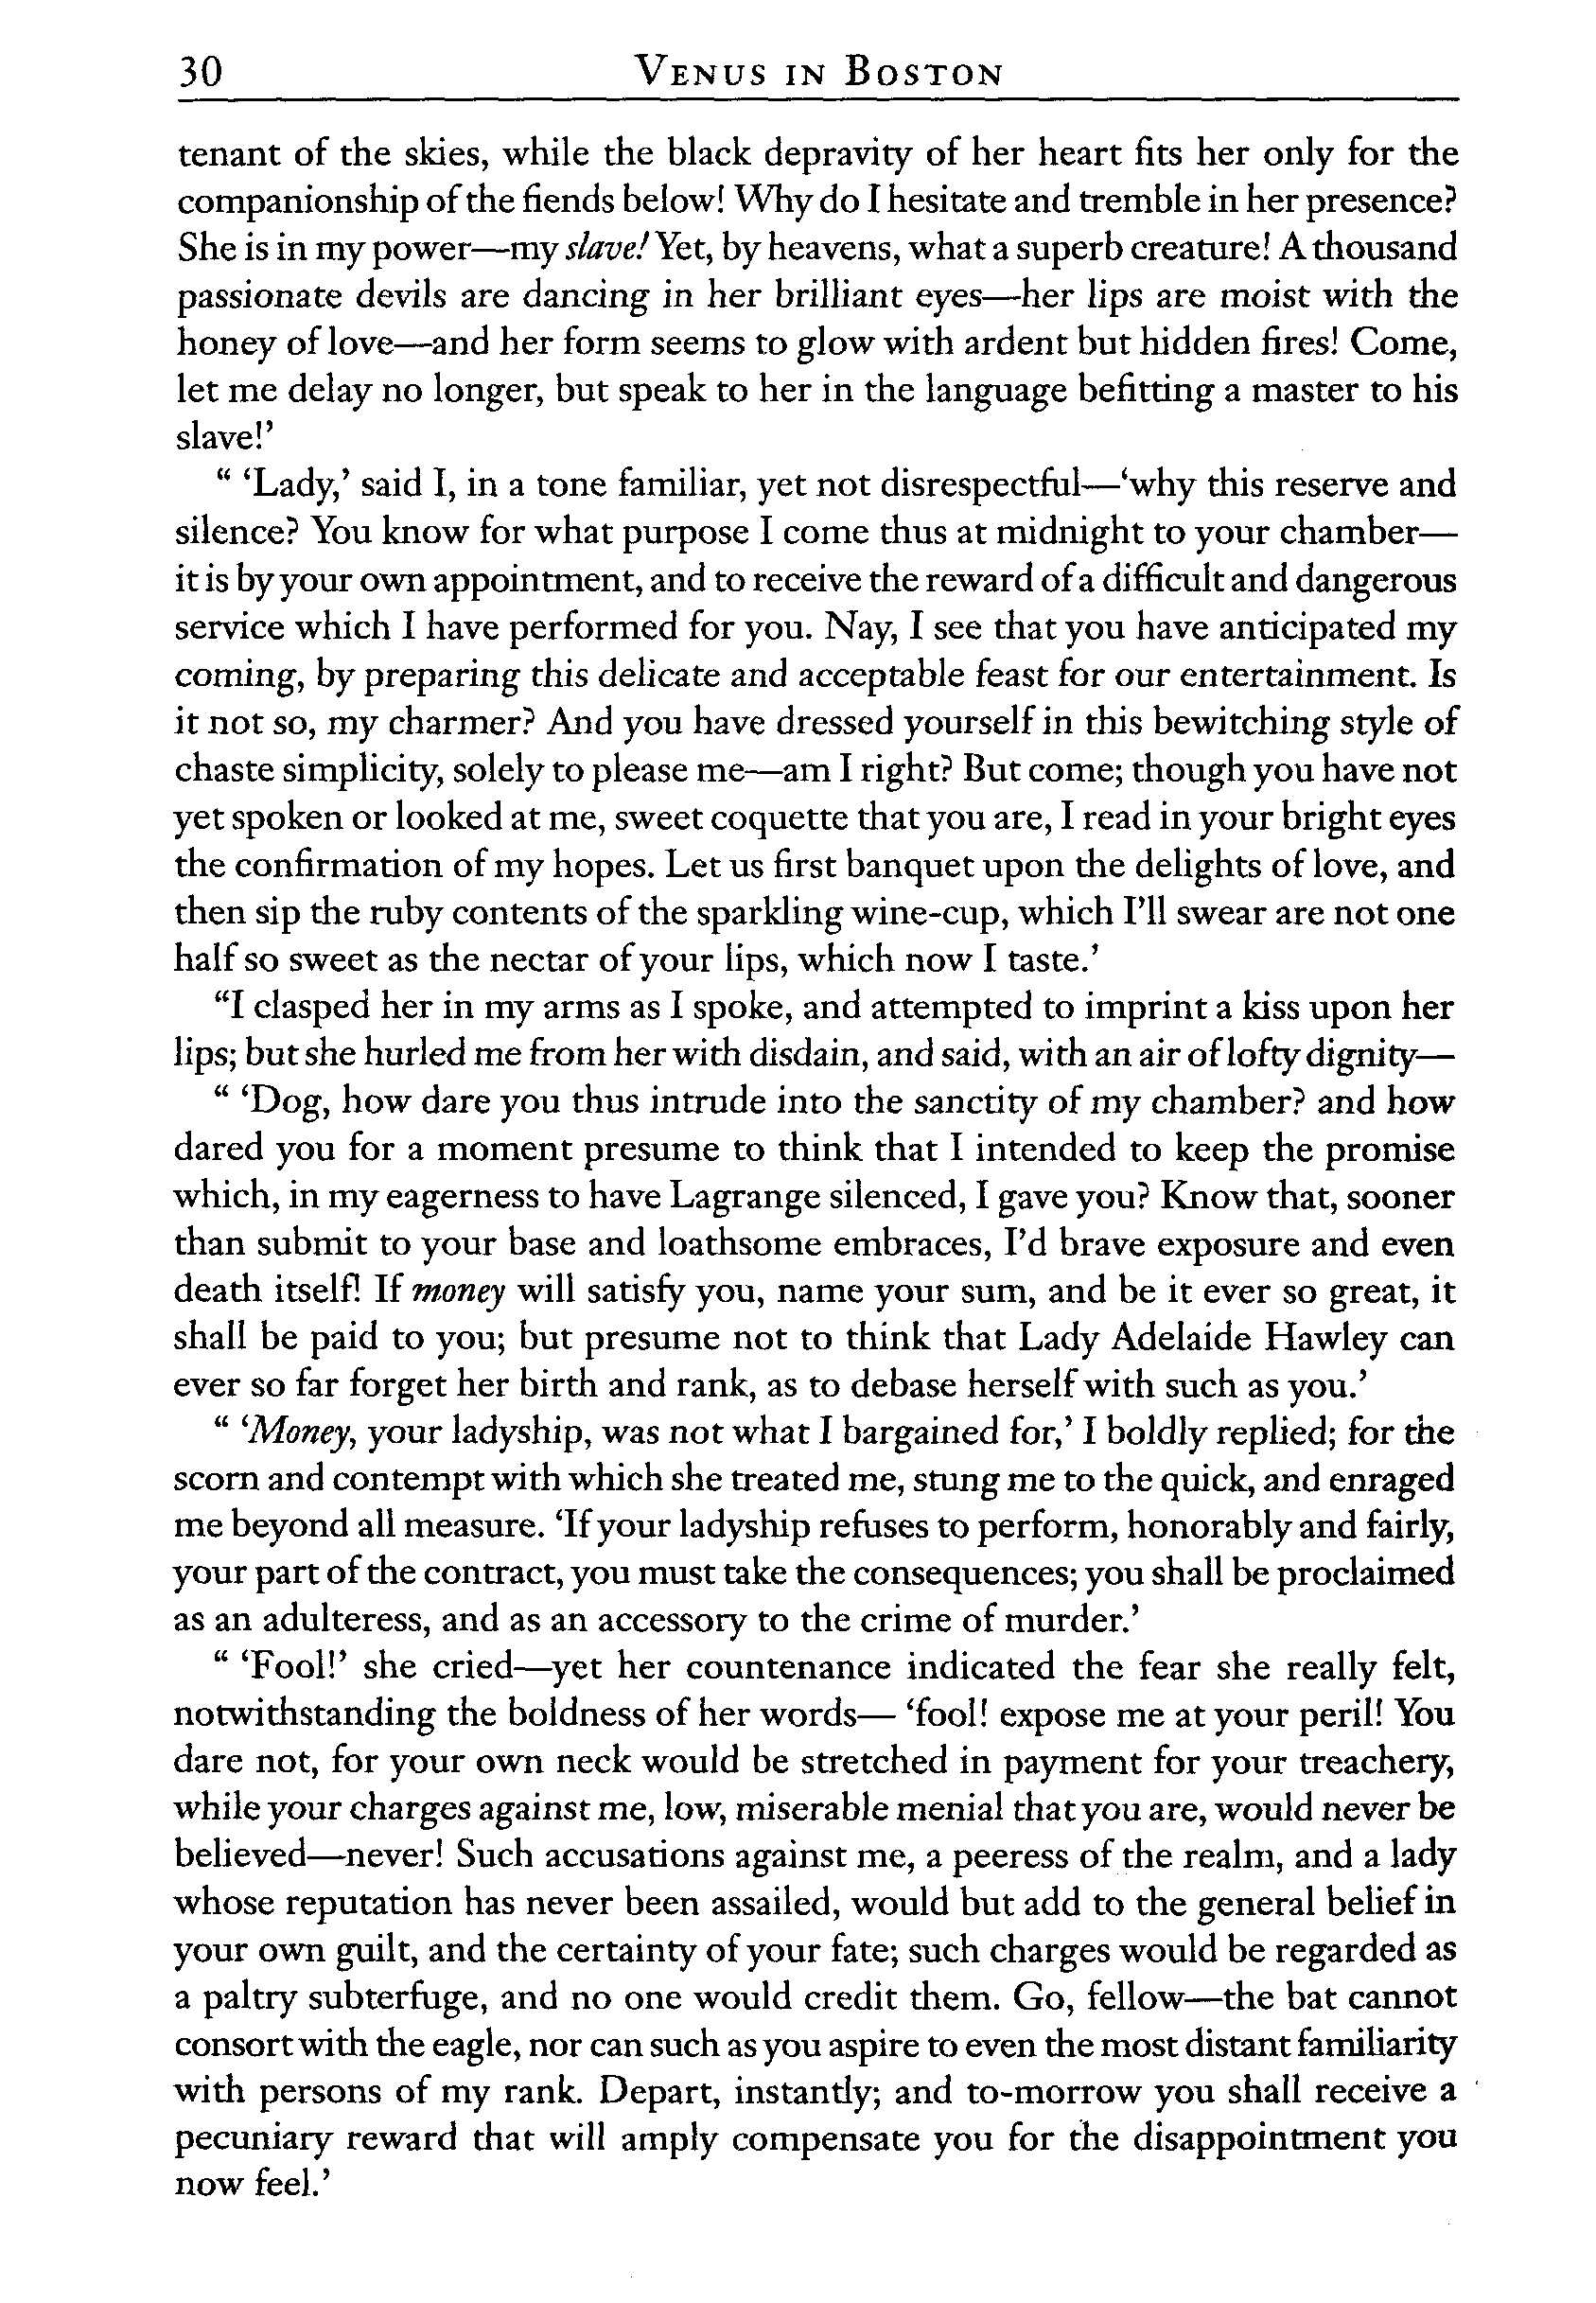 30 VENUS IN BOSTON
tenant of the skies, while the black depravity of her heart fits her only for the
companionship of the fiends below! Why do I hesitate and tremble in her presence?
She is in my power—my slave! Yet, by heavens, what a superb creature! A thousand
passionate devils are dancing in her brilliant eyes—her lips are moist with the
honey of love—and her form seems to glow with ardent but hidden fires! Come,
let me delay no longer, but speak to her in the language befitting a master to his
slave!’
“ ‘Lady,’ said I, in a tone familiar, yet not disrespectful—‘why this reserve and
silence? You know for what purpose I come thus at midnight to your chamber—
it is by your own appointment, and to receive the reward of a difficult and dangerous
service which I have performed for you. Nay, I see that you have anticipated my
coming, by preparing this delicate and acceptable feast for our entertainment. Is
it not so, my charmer? And you have dressed yourself in this bewitching style of
chaste simplicity, solely to please me—am I right? But come; though you have not
yet spoken or looked at me, sweet coquette that you are, I read in your bright eyes
the confirmation of my hopes. Let us first banquet upon the delights of love, and
then sip the ruby contents of the sparkling wine-cup, which I’ll swear are not one
half so sweet as the nectar of your lips, which now I taste.’
“I clasped her in my arms as I spoke, and attempted to imprint a kiss upon her
lips; but she hurled me from her with disdain, and said, with an air of lofty dignity—
“ ‘Dog, how dare you thus intrude into the sanctity of my chamber? and how
dared you for a moment presume to think that I intended to keep the promise
which, in my eagerness to have Lagrange silenced, I gave you? Know that, sooner
than submit to your base and loathsome embraces, I’d brave exposure and even
death itself! If money will satisfy you, name your sum, and be it ever so great, it
shall be paid to you; but presume not to think that Lady Adelaide Hawley can
ever so far forget her birth and rank, as to debase herself with such as you.’
“ ‘Money, your ladyship, was not what I bargained for,’ I boldly replied; for the
scorn and contempt with which she treated me, stung me to the quick, and enraged
me beyond all measure. ‘If your ladyship refuses to perform, honorably and fairly,
your part of the contract, you must take the consequences; you shall be proclaimed
as an adulteress, and as an accessory to the crime of murder.’
“ ‘Fool!’ she cried—yet her countenance indicated the fear she really felt,
notwithstanding the boldness of her words— ‘fool! expose me at your peril! You
dare not, for your own neck would be stretched in payment for your treachery,
while your charges against me, low, miserable menial that you are, would never be
believed—never! Such accusations against me, a peeress of the realm, and a lady
whose reputation has never been assailed, would but add to the general belief in
your own guilt, and the certainty of your fate; such charges would be regarded as
a paltry subterfuge, and no one would credit them. Go, fellow—the bat cannot
consort with the eagle, nor can such as you aspire to even the most distant familiarity
with persons of my rank. Depart, instantly; and to-morrow you shall receive a
pecuniary reward that will amply compensate you for the disappointment you
now feel.’